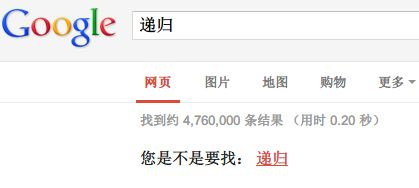 Google 递归
网页 图片 地图 购物 更多
找到约 4,760,000 条结果 （用时 0.20 秒）
您是不是要找： 递归